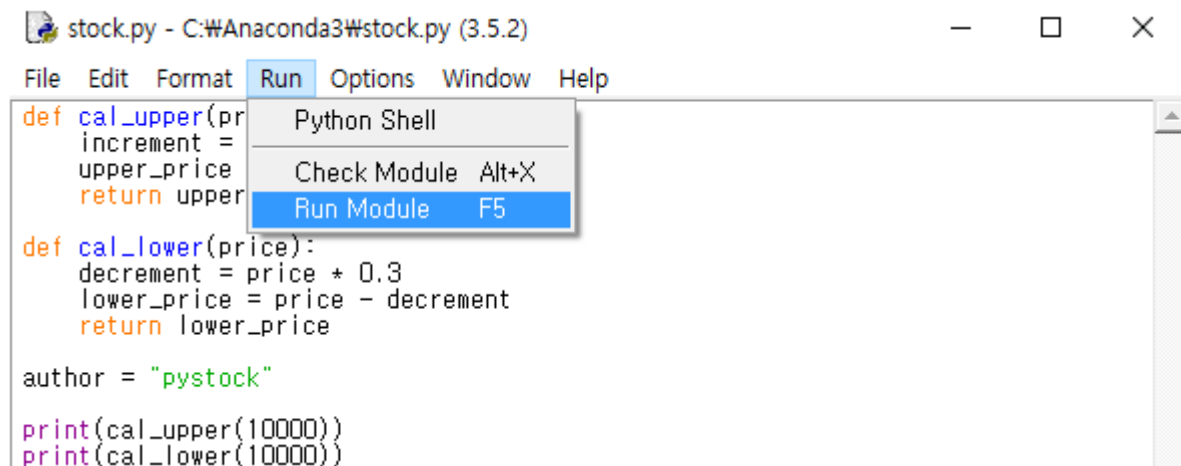 stock.py - C:₩Anaconda3₩stock.py (3.5.2)
File Edit Format Run Options Window Help
def cal_upper(pr
Python Shell
increment =
upper_price
Check Module Alt+X
return upper
Run Module F5
def cal_lower(price):
decrement = price * 0.3
lower_price = price - decrement
return lower_price
author = "pystock"
print(cal_upper(10000))
print(cal_lower(10000))